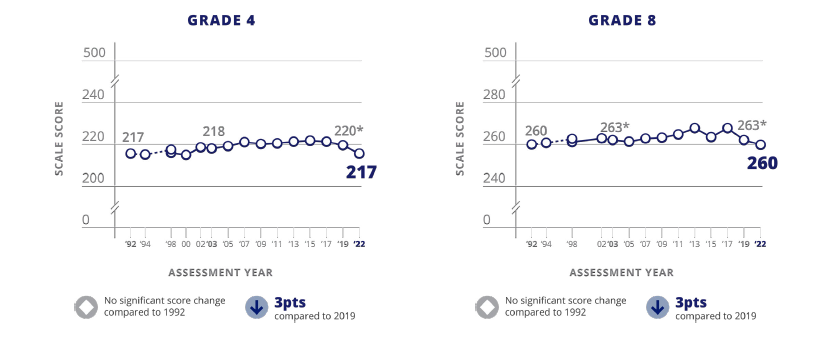 GRADE 4
500
240
217
218
220*
220
217
200
0
SCALE SCORE
'92 '94 '98 00 02 '03 '05 '07 '09 '11 '13 '15 '17 '19 '22
ASSESSMENT YEAR
No significant score change
compared to 1992
3pts
compared to 2019
GRADE 8
500
280
260
263*
263*
260
260
240
0
SCALE SCORE
'92 '94 '98 02 '03 '05 '07 '09 '11 '13 '15 '17 '19 '22
ASSESSMENT YEAR
No significant score change
compared to 1992
3pts
compared to 2019